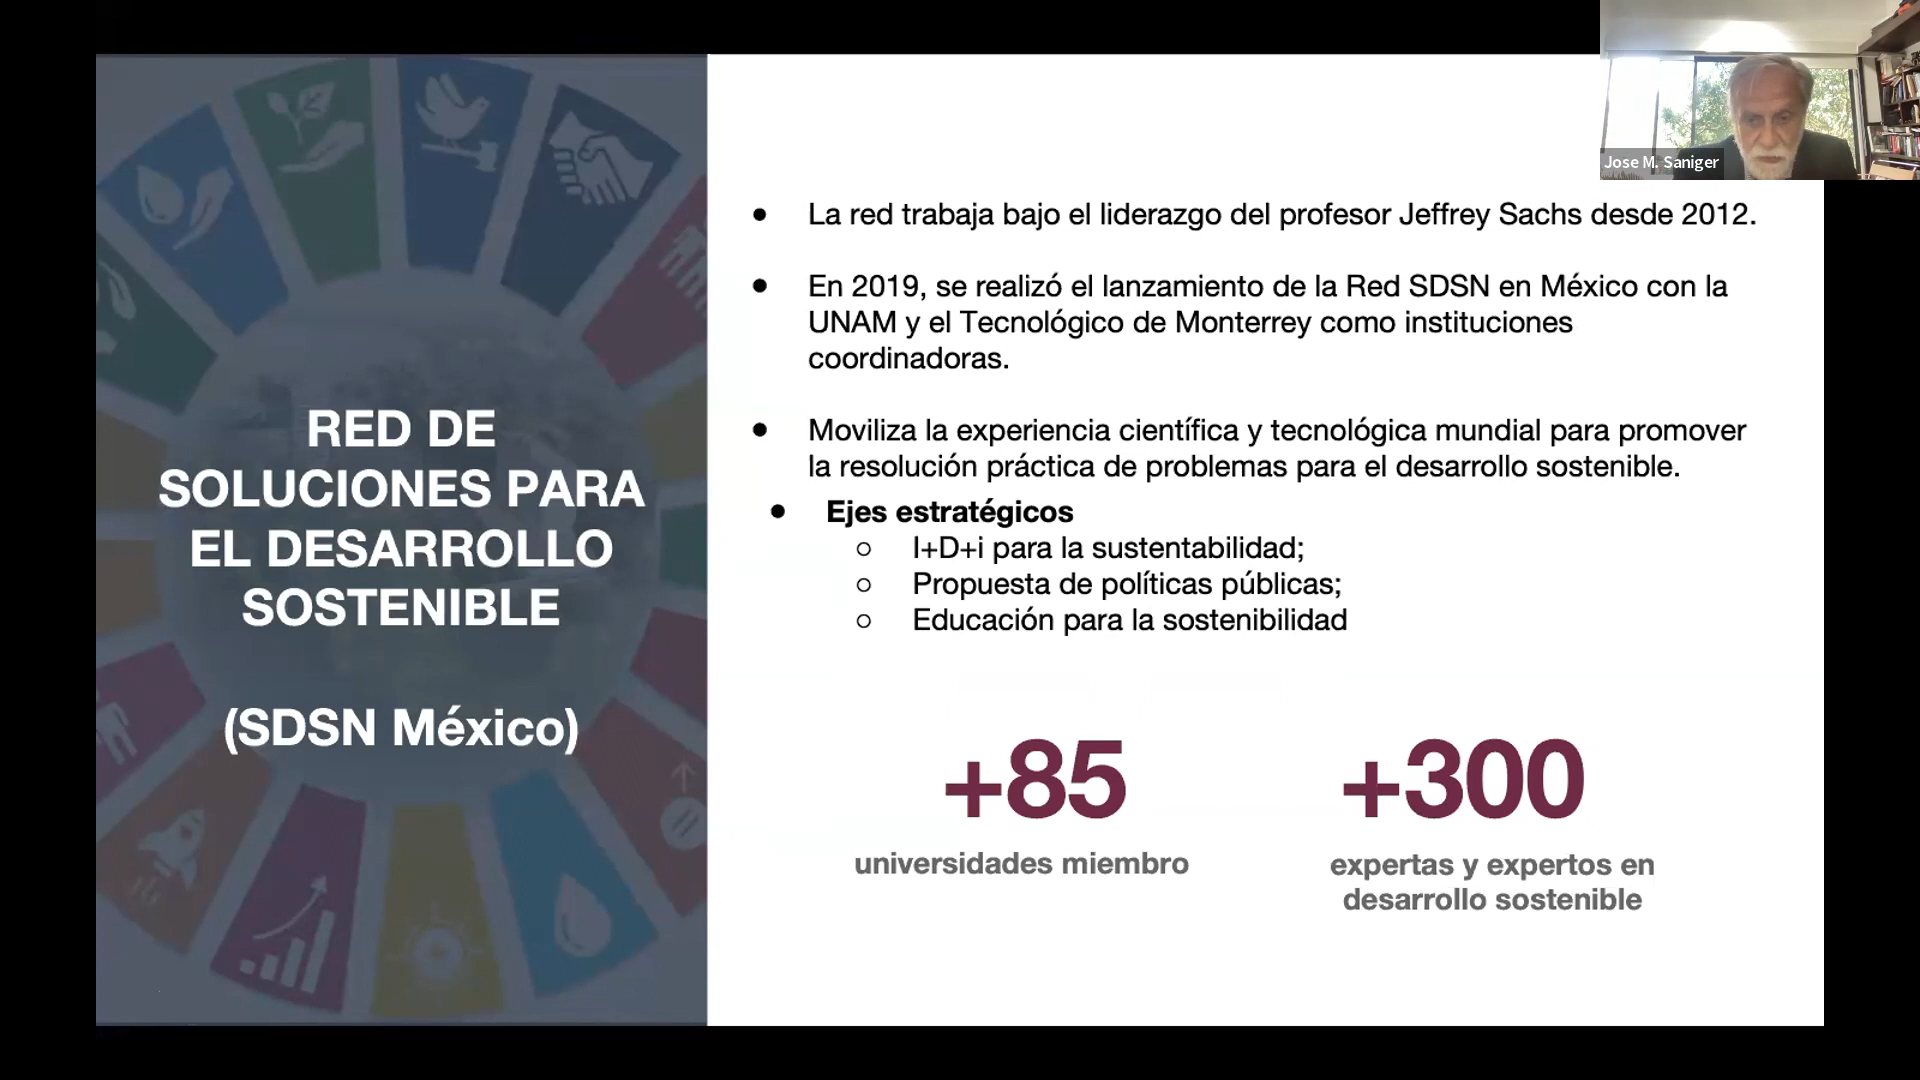 Jose M. Saniger
RED DE
SOLUCIONES PARA
EL DESARROLLO
SOSTENIBLE
(SDSN México)
● La red trabaja bajo el liderazgo del profesor Jeffrey Sachs desde 2012.
● En 2019, se realizó el lanzamiento de la Red SDSN en México con la
UNAM y el Tecnológico de Monterrey como instituciones
coordinadoras.
● Moviliza la experiencia científica y tecnológica mundial para promover
la resolución práctica de problemas para el desarrollo sostenible.
● Ejes estratégicos
○ I+D+i para la sustentabilidad;
○ Propuesta de políticas públicas;
○ Educación para la sostenibilidad
+85
universidades miembro
+300
expertas y expertos en
desarrollo sostenible